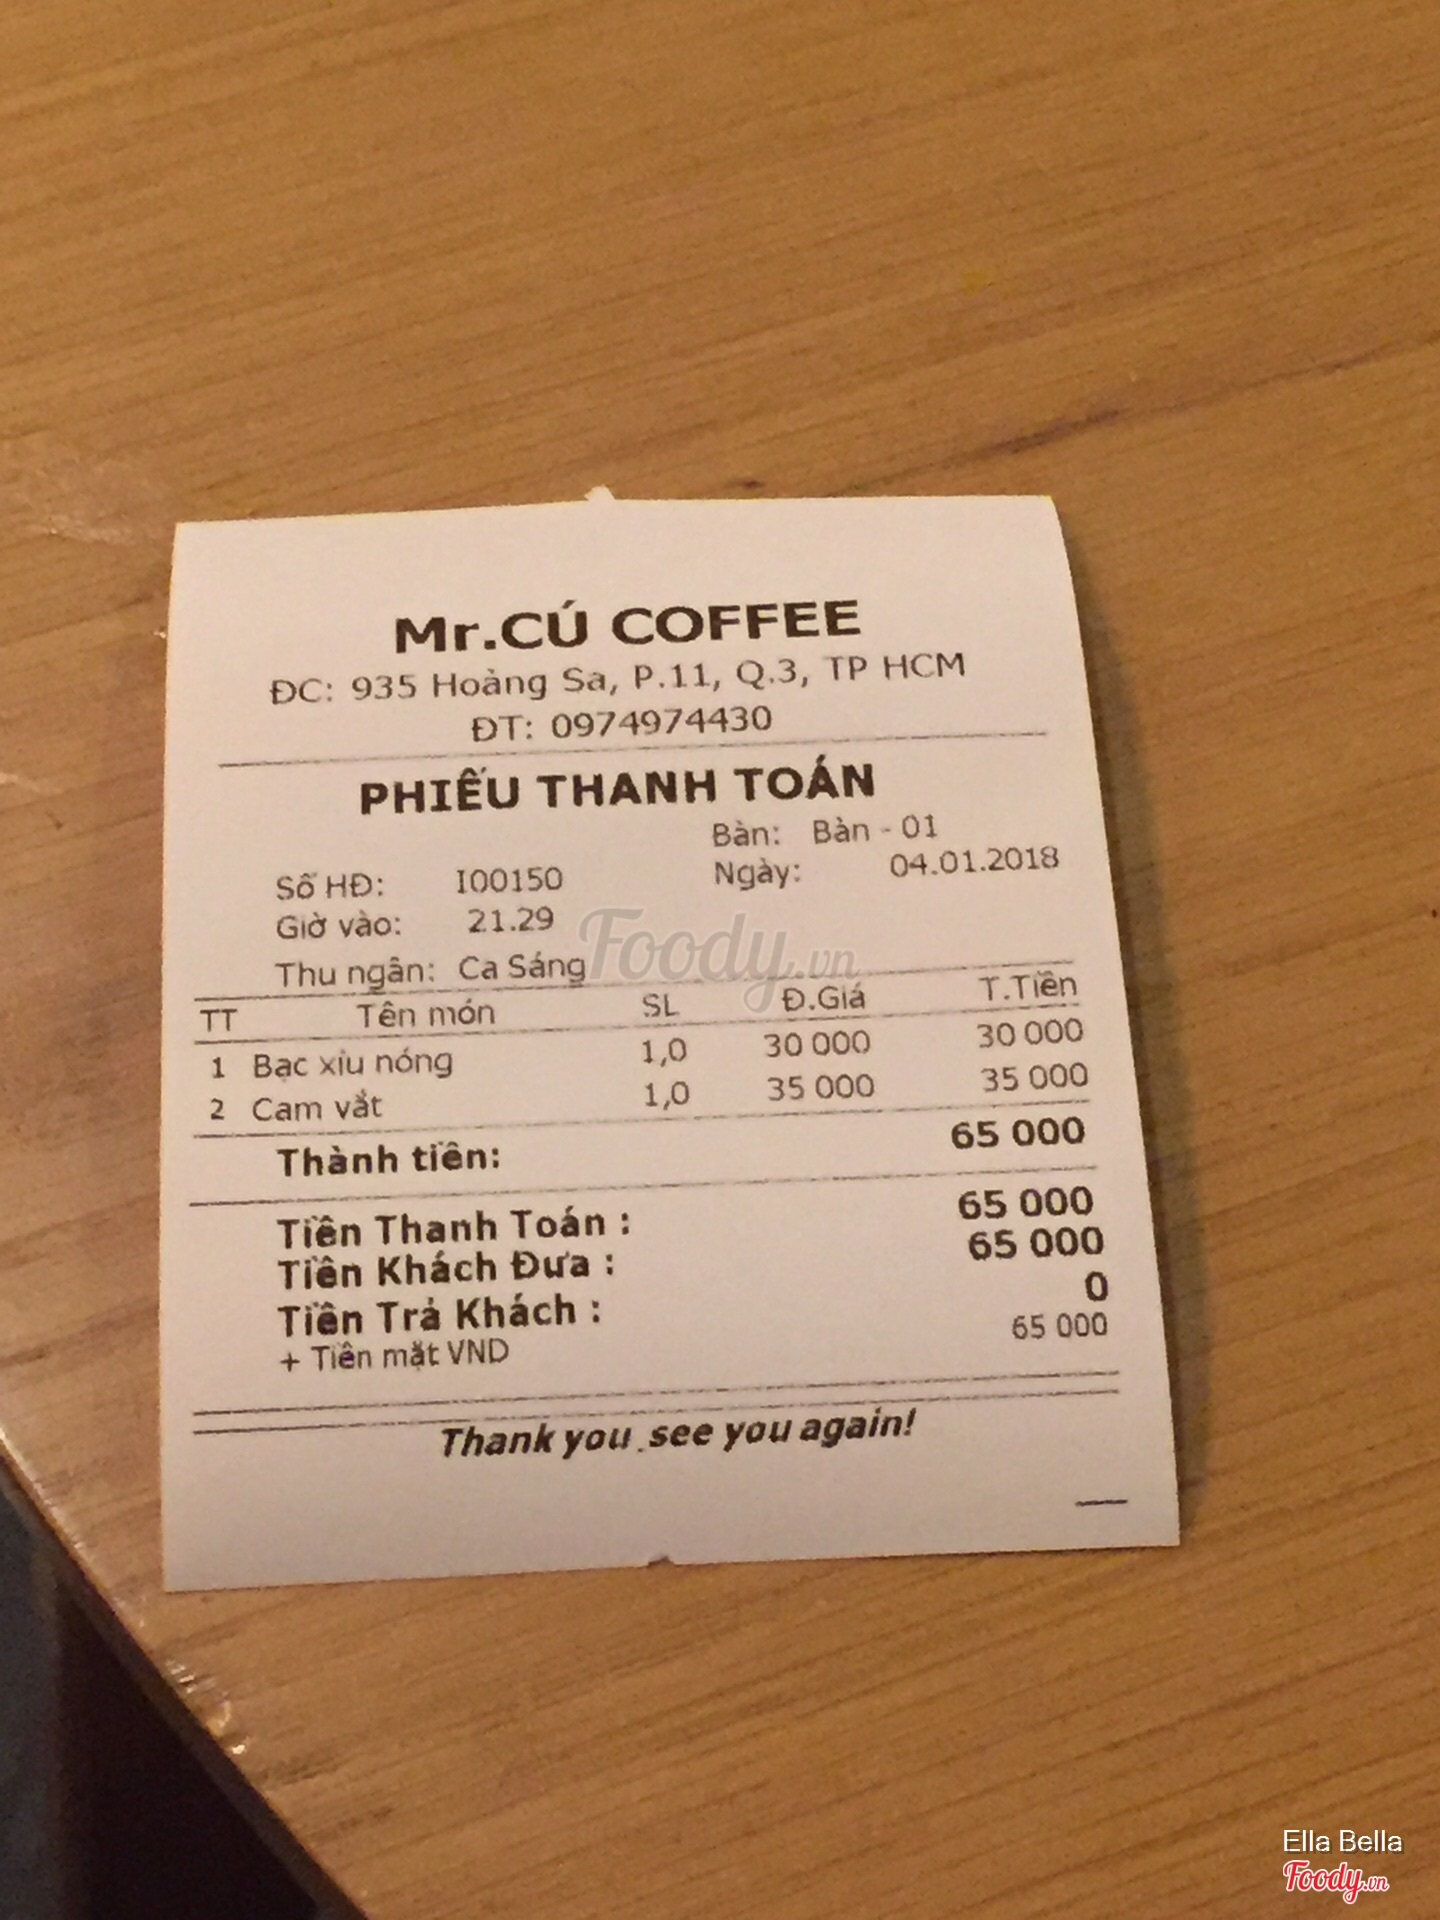 Mr.CÚ COFFEE
ĐC: 935 Hoàng Sa, P.11, Q.3, TP HCM
ĐT: 0974974430
PHIẾU THANH TOÁN
Bàn: Bàn - 01
Số HĐ: I00150 Ngày: 04.01.2018
Giờ vào: 21.29
Thu ngân: Ca Sáng
Foody.vn
TT Tên món SL Đ.Giá T.Tiền
1 Bạc xỉu nóng 1,0 30 000 30 000
2 Cam vắt 1,0 35 000 35 000
Thành tiền: 65 000
Tiền Thanh Toán : 65 000
Tiền Khách Đưa : 65 000
Tiền Trả Khách : 0
+ Tiền mặt VND 65 000
Thank you , see you again!
Ella Bella
Foody.vn